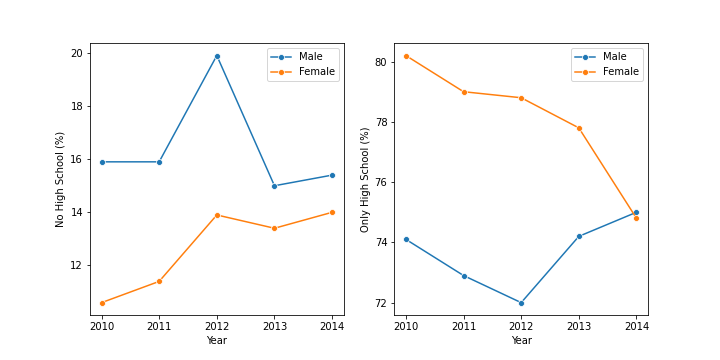 20
18
16
14
12
No High School (%)
2010
2011
2012
2013
2014
Year
Male
Female
80
78
76
74
72
Only High School (%)
2010
2011
2012
2013
2014
Year
Male
Female